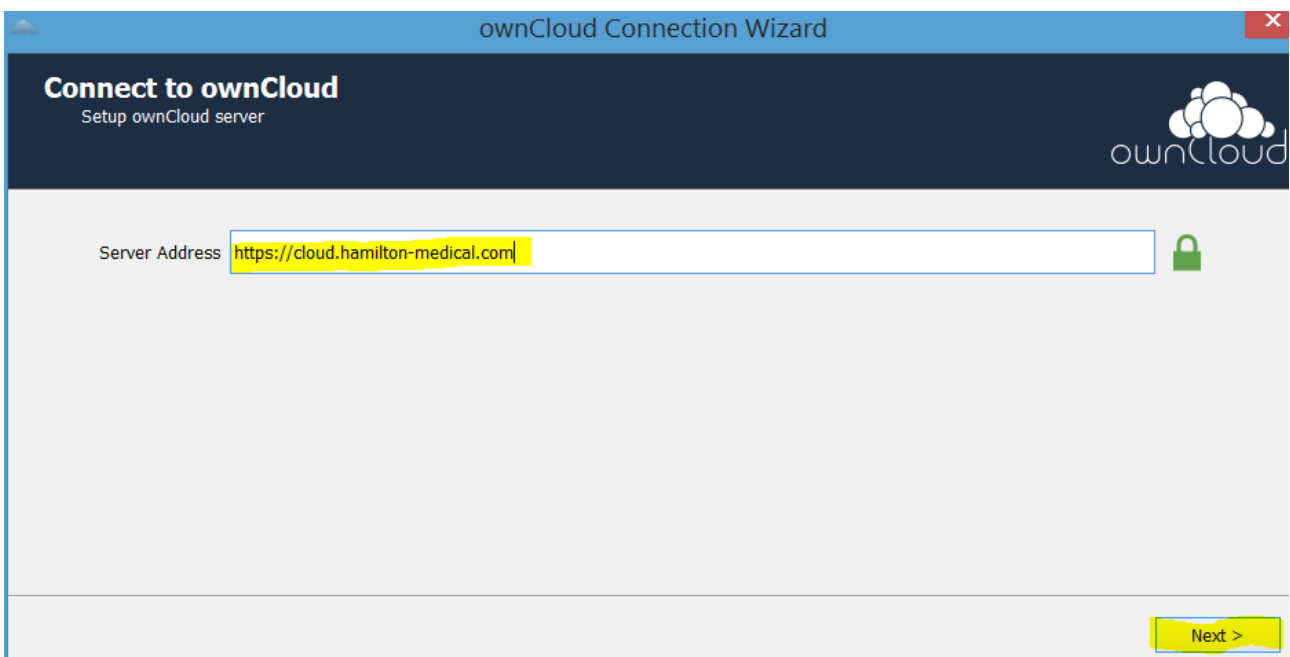 ownCloud Connection Wizard
Connect to ownCloud
Setup ownCloud server
ownCloud
Server Address https://cloud.hamilton-medical.com
Next >